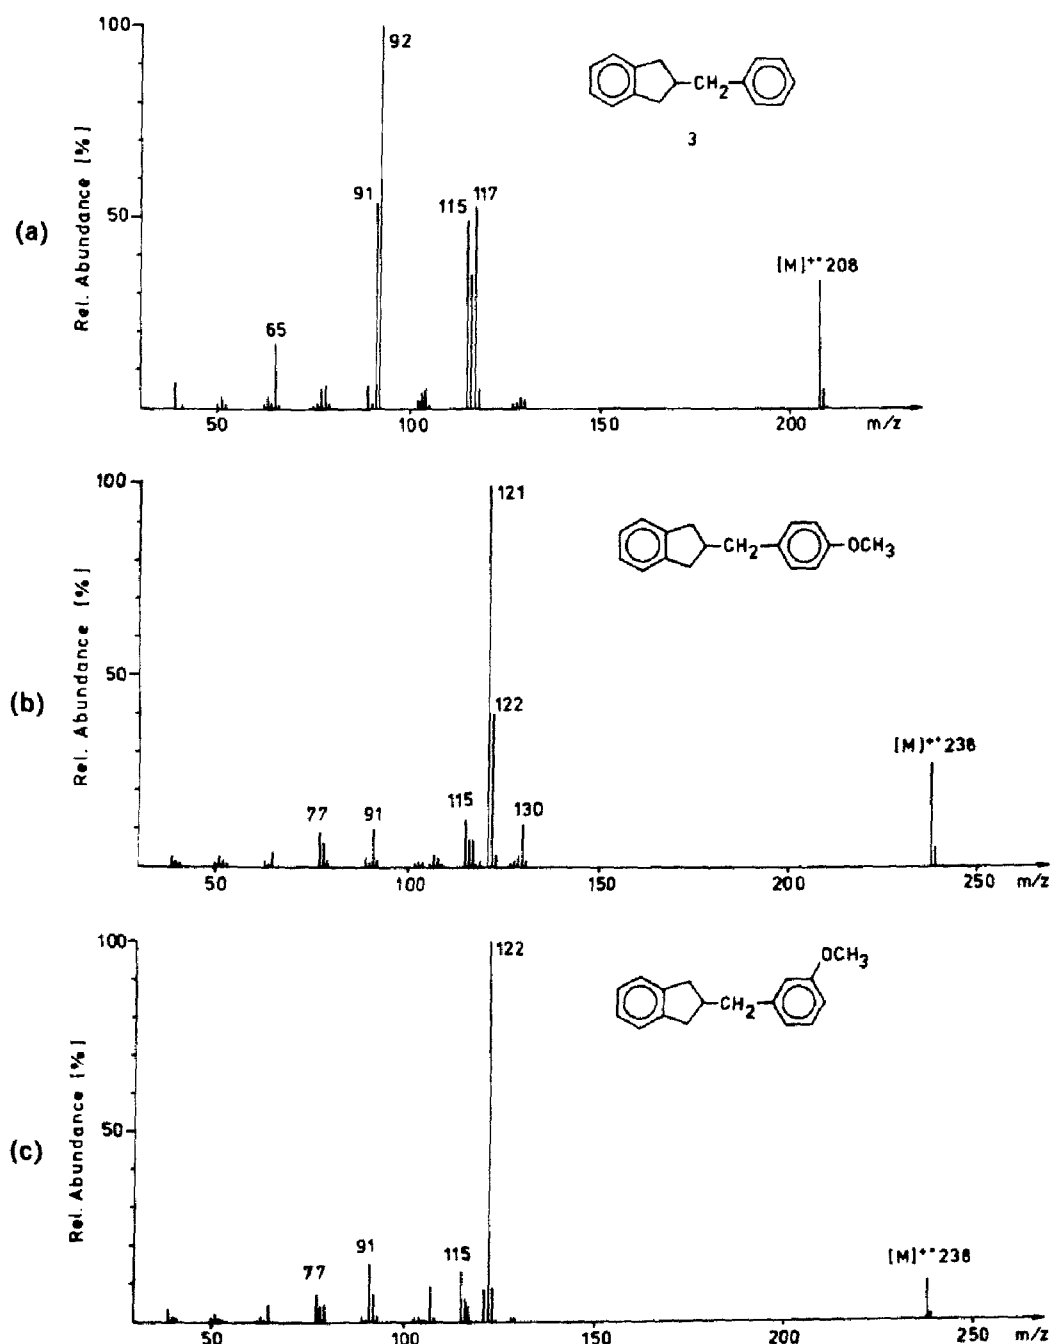 (a)
Rel. Abundance [%]
100
50
65
91
92
115
117
[M]+• 208
CH2
3
50
100
150
200
m/z
(b)
Rel. Abundance [%]
100
50
77
91
115
121
122
130
[M]+• 238
CH2
OCH3
50
100
150
200
250
m/z
(c)
Rel. Abundance [%]
100
50
77
91
115
122
[M]+• 238
OCH3
CH2
50
100
150
200
250
m/z